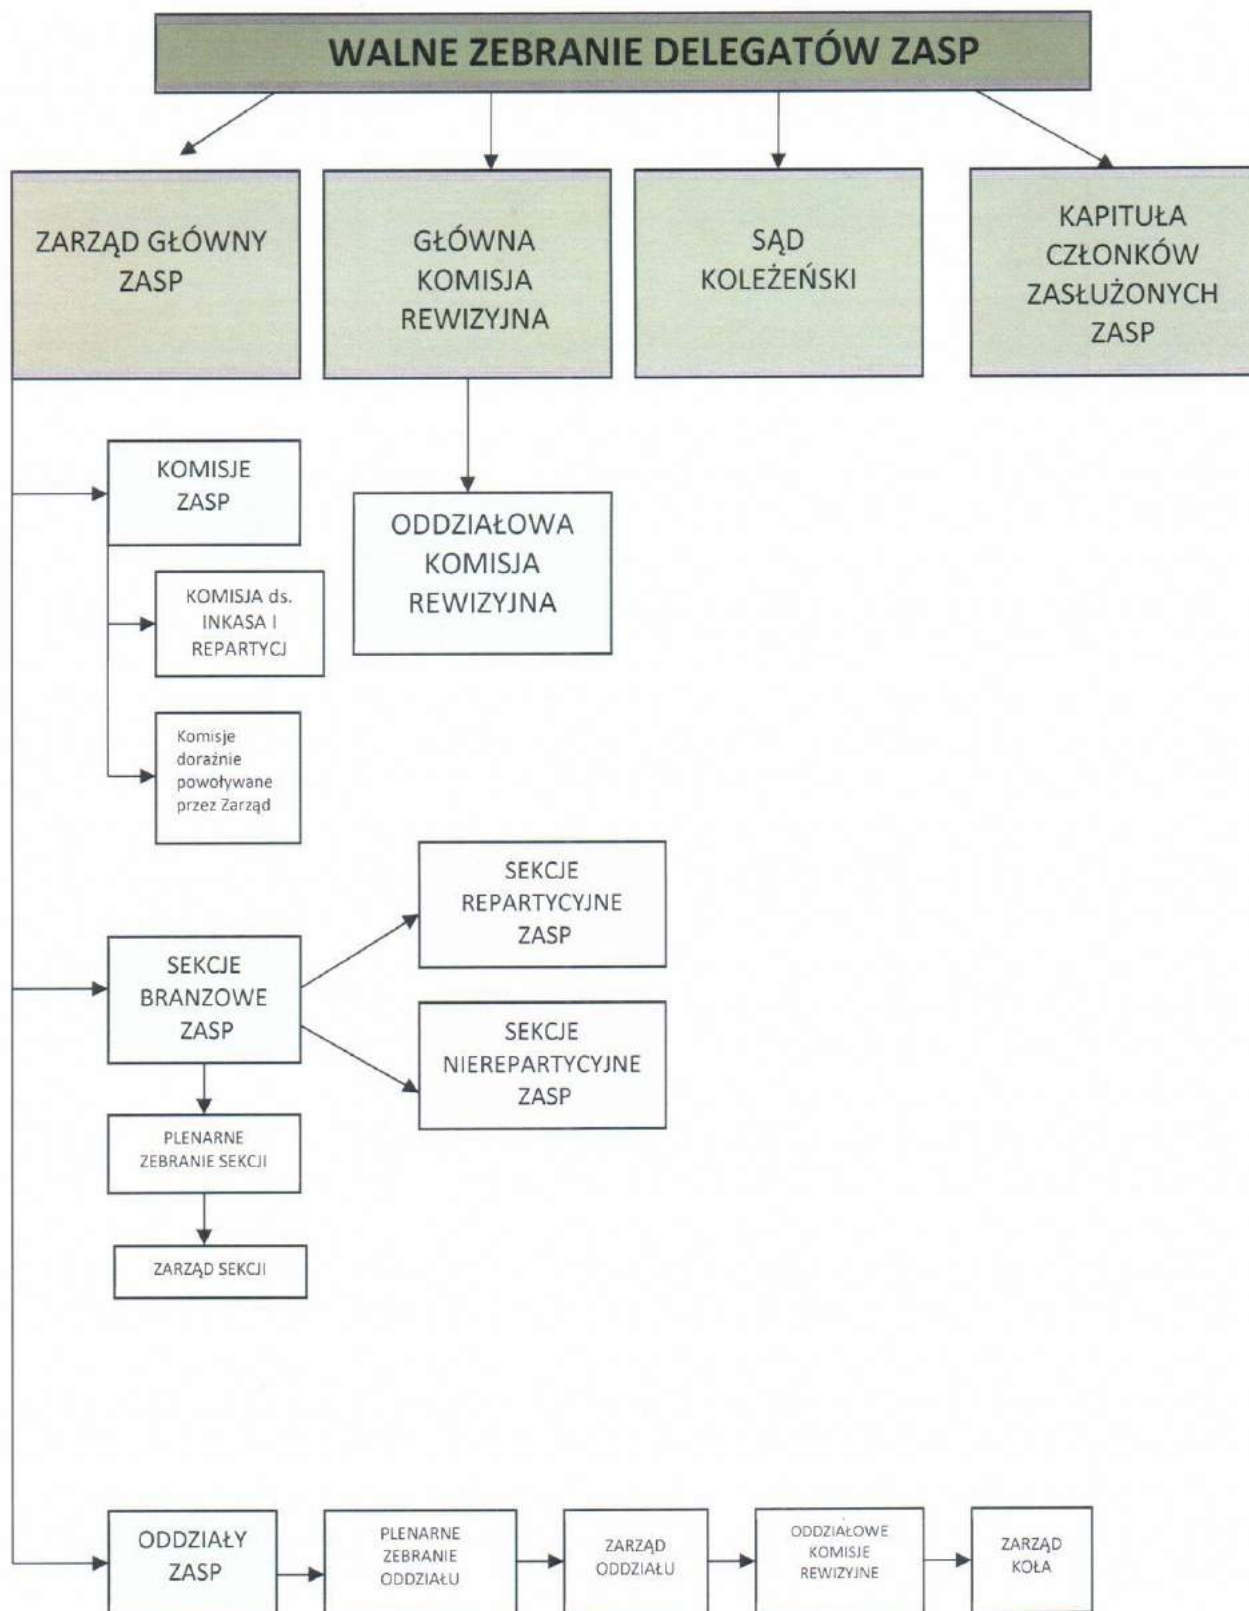 WALNE ZEBRANIE DELEGATÓW ZASP
ZARZĄD GŁÓWNY
ZASP
GŁÓWNA
KOMISJA
REWIZYJNA
SĄD
KOLEŻEŃSKI
KAPITUŁA
CZŁONKÓW
ZASŁUŻONYCH
ZASP
KOMISJE
ZASP
ODDZIAŁOWA
KOMISJA
REWIZYJNA
KOMISJA ds.
INKASA I
REPARTYCJ
Komisje
doraźnie
powoływane
przez Zarząd
SEKCJE
REPARTYCYJNE
ZASP
SEKCJE
BRANZOWE
ZASP
SEKCJE
NIEREPARTYCYJNE
ZASP
PLENARNE
ZEBRANIE SEKCJI
ZARZĄD SEKCJI
ODDZIAŁY
ZASP
PLENARNE
ZEBRANIE
ODDZIAŁU
ZARZĄD
ODDZIAŁU
ODDZIAŁOWE
KOMISJE
REWIZYJNE
ZARZĄD
KOŁA